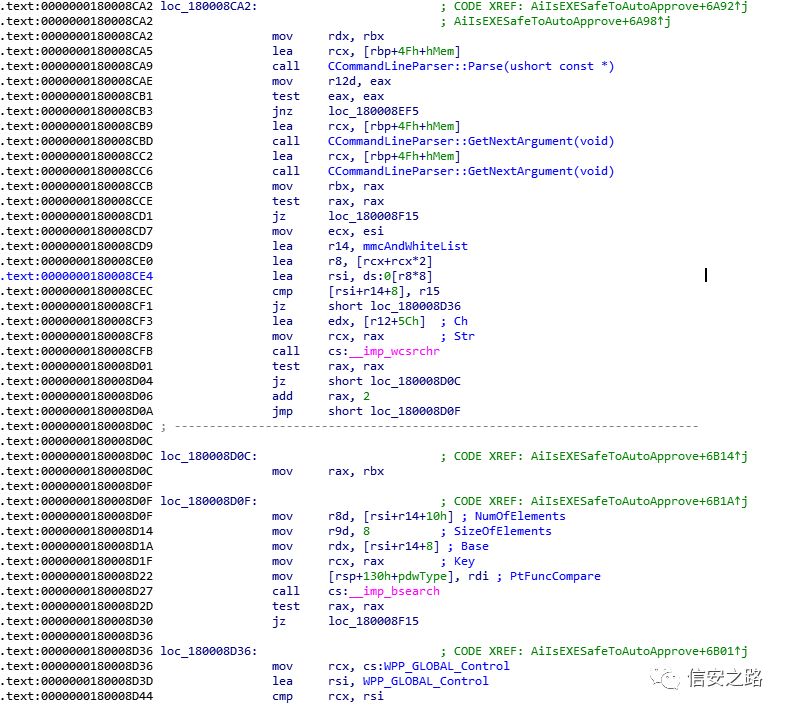 .text:0000000180008CA2 loc_180008CA2: ; CODE XREF: AiIsEXESafeToAutoApprove+6A92↑j
.text:0000000180008CA2 ; AiIsEXESafeToAutoApprove+6A98↑j
.text:0000000180008CA2 mov rdx, rbx
.text:0000000180008CA5 lea rcx, [rbp+4Fh+hMem]
.text:0000000180008CA9 call CCommandLineParser::Parse(ushort const *)
.text:0000000180008CAE mov r12d, eax
.text:0000000180008CB1 test eax, eax
.text:0000000180008CB3 jnz loc_180008EF5
.text:0000000180008CB9 lea rcx, [rbp+4Fh+hMem]
.text:0000000180008CBD call CCommandLineParser::GetNextArgument(void)
.text:0000000180008CC2 lea rcx, [rbp+4Fh+hMem]
.text:0000000180008CC6 call CCommandLineParser::GetNextArgument(void)
.text:0000000180008CCB mov rbx, rax
.text:0000000180008CCE test rax, rax
.text:0000000180008CD1 jz loc_180008F15
.text:0000000180008CD7 mov ecx, esi
.text:0000000180008CD9 lea r14, mmcAndWhiteList
.text:0000000180008CE0 lea r8, [rcx+rcx*2]
.text:0000000180008CE4 lea rsi, ds:0[r8*8]
.text:0000000180008CEC cmp [rsi+r14+8], r15
.text:0000000180008CF1 jz short loc_180008D36
.text:0000000180008CF3 lea edx, [r12+5Ch] ; Ch
.text:0000000180008CF8 mov rcx, rax ; Str
.text:0000000180008CFB call cs:__imp_wcsrchr
.text:0000000180008D01 test rax, rax
.text:0000000180008D04 jz short loc_180008D0C
.text:0000000180008D06 add rax, 2
.text:0000000180008D0A jmp short loc_180008D0F
.text:0000000180008D0C ; ---------------------------------------------------------------------------
.text:0000000180008D0C
.text:0000000180008D0C loc_180008D0C: ; CODE XREF: AiIsEXESafeToAutoApprove+6B14↑j
.text:0000000180008D0C mov rax, rbx
.text:0000000180008D0F
.text:0000000180008D0F loc_180008D0F: ; CODE XREF: AiIsEXESafeToAutoApprove+6B1A↑j
.text:0000000180008D0F mov r8d, [rsi+r14+10h] ; NumOfElements
.text:0000000180008D14 mov r9d, 8 ; SizeOfElements
.text:0000000180008D1A mov rdx, [rsi+r14+8] ; Base
.text:0000000180008D1F mov rcx, rax ; Key
.text:0000000180008D22 mov [rsp+130h+pdwType], rdi ; PtFuncCompare
.text:0000000180008D27 call cs:__imp_bsearch
.text:0000000180008D2D test rax, rax
.text:0000000180008D30 jz loc_180008F15
.text:0000000180008D36
.text:0000000180008D36 loc_180008D36: ; CODE XREF: AiIsEXESafeToAutoApprove+6B01↑j
.text:0000000180008D36 mov rcx, cs:WPP_GLOBAL_Control
.text:0000000180008D3D lea rsi, WPP_GLOBAL_Control
.text:0000000180008D44 cmp rcx, rsi
信安之路